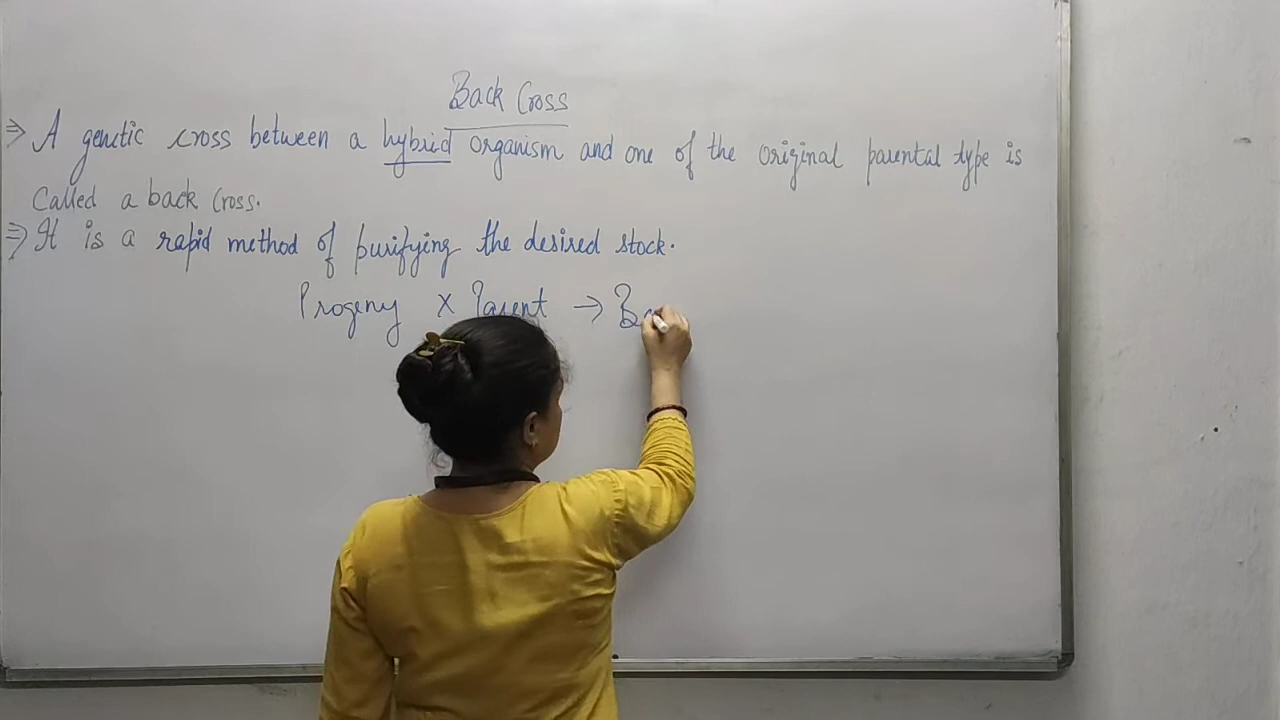 Back Cross
⇒ A genetic cross between a hybrid organism and one of the original parental type is
called a back cross.
⇒ It is a rapid method of purifying the desired stock.
Progeny x Parent → Ba